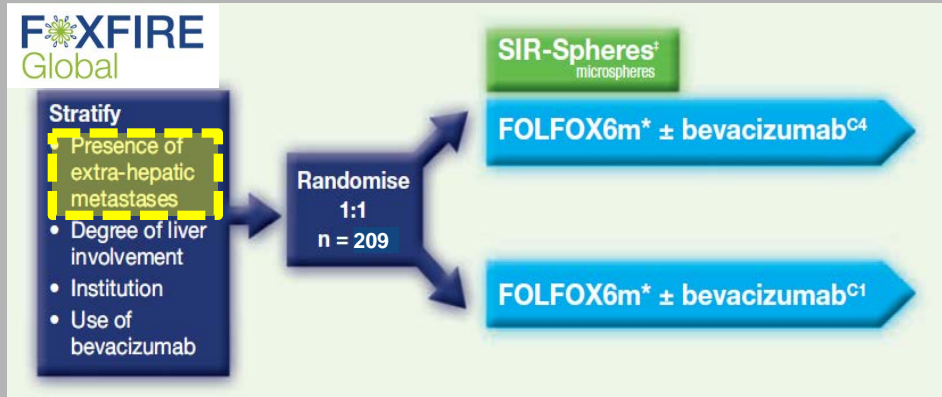 FOXFIRE
Global
Stratify
• Presence of
extra-hepatic
metastases
• Degree of liver
involvement
• Institution
• Use of
bevacizumab
Randomise
1:1
n = 209
SIR-Spheres‡
microspheres
FOLFOX6m* ± bevacizumabC4
FOLFOX6m* ± bevacizumabC1